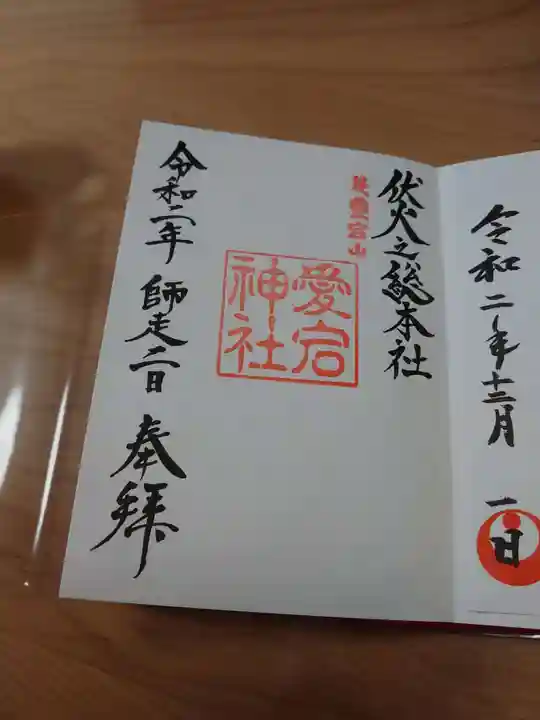 令和二年十二月
一日
伏火之総本社
愛宕山
愛宕
神社
令和二年 師走二日 奉拝